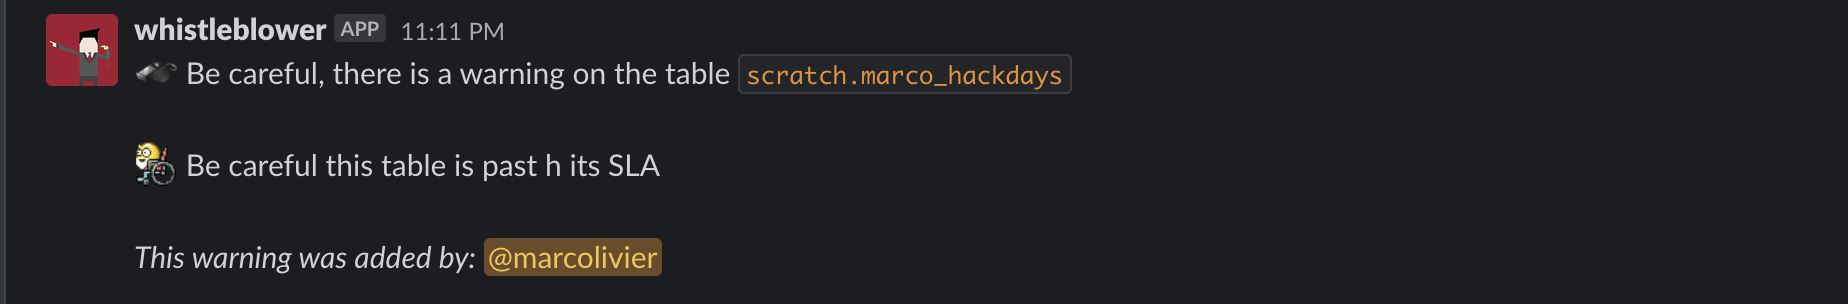 whistleblower APP 11:11 PM
Be careful, there is a warning on the table scratch.marco_hackdays
Be careful this table is past h its SLA
This warning was added by: @marcolivier